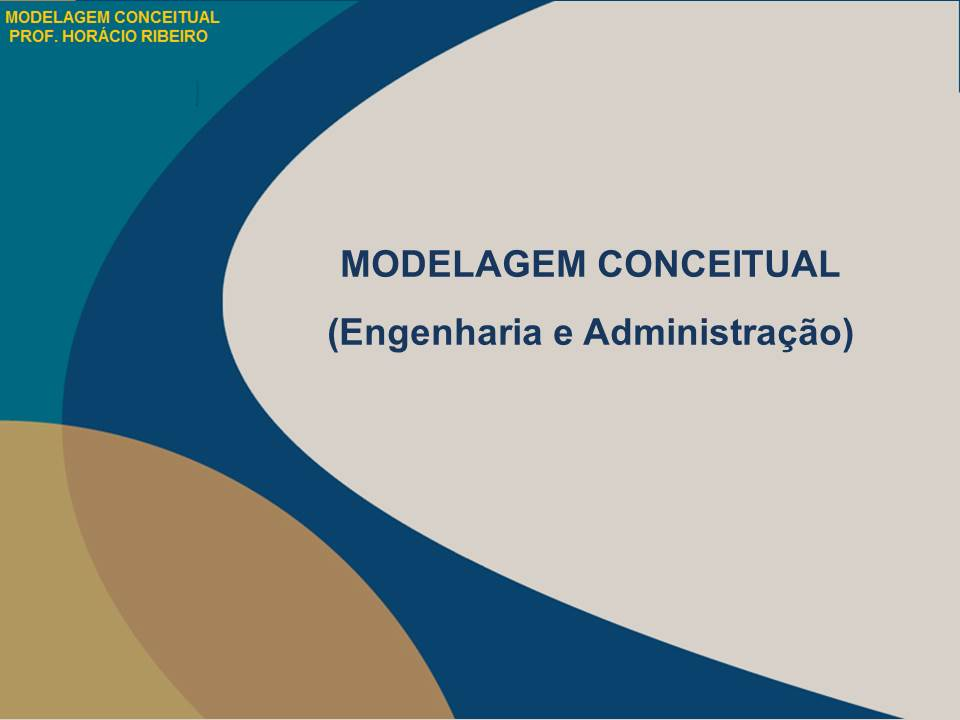 MODELAGEM CONCEITUAL
PROF. HORÁCIO RIBEIRO
MODELAGEM CONCEITUAL
(Engenharia e Administração)